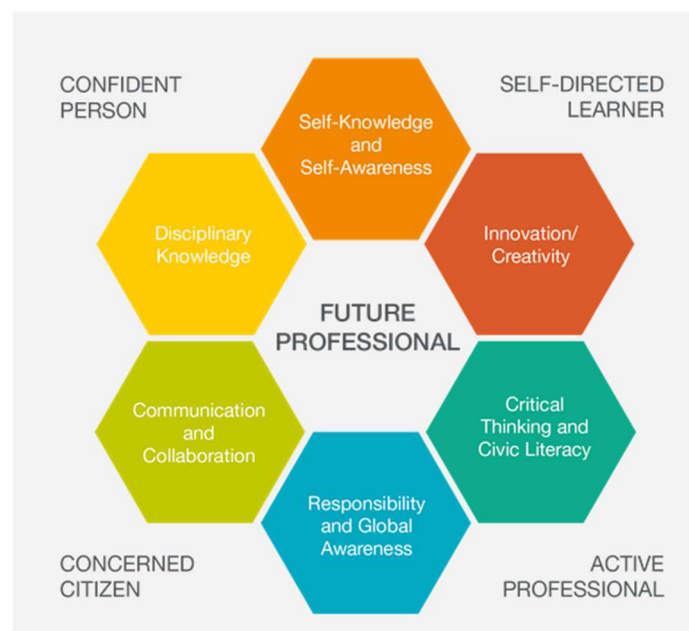 CONFIDENT
PERSON
SELF-DIRECTED
LEARNER
Self-Knowledge
and
Self-Awareness
Disciplinary
Knowledge
Innovation/
Creativity
FUTURE
PROFESSIONAL
Communication
and
Collaboration
Critical
Thinking and
Civic Literacy
Responsibility
and Global
Awareness
CONCERNED
CITIZEN
ACTIVE
PROFESSIONAL